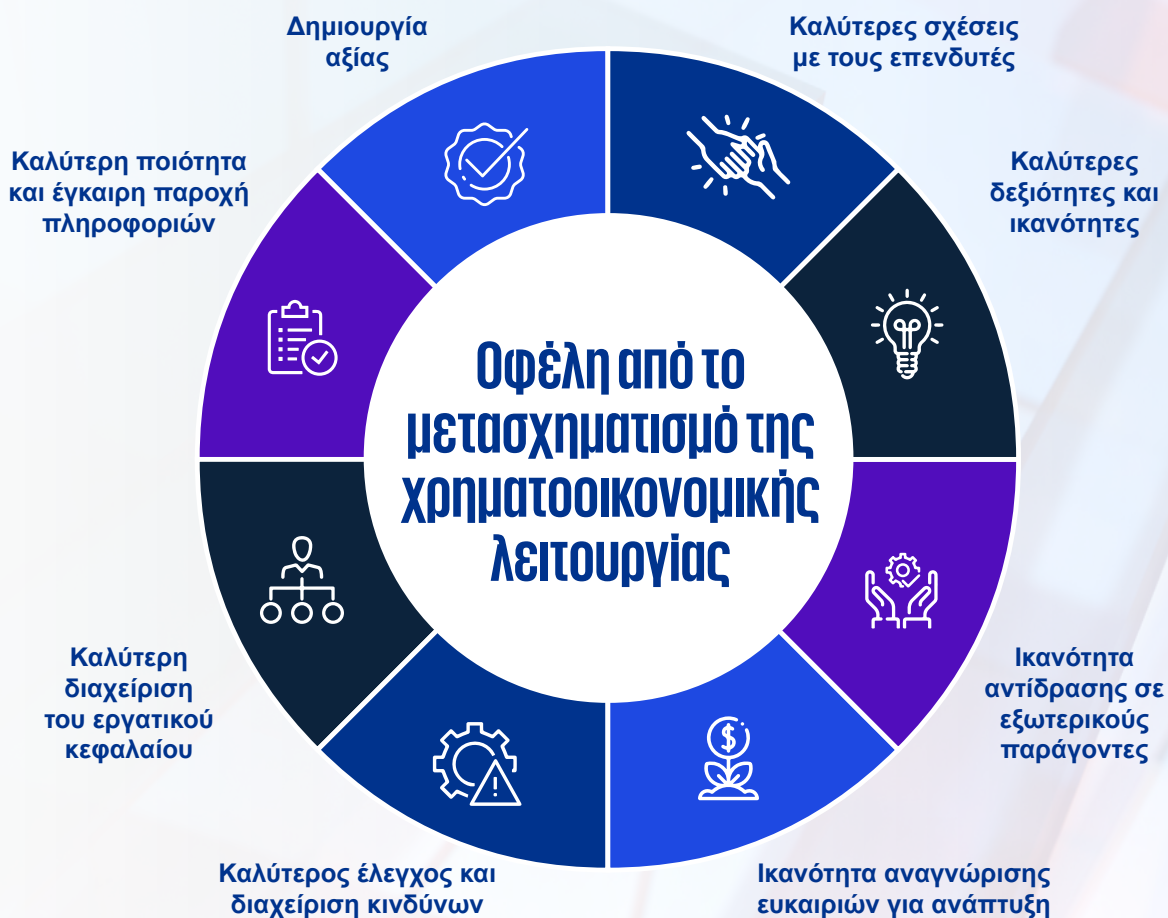 Δημιουργία
αξίας
Καλύτερες σχέσεις
με τους επενδυτές
Καλύτερη ποιότητα
και έγκαιρη παροχή
πληροφοριών
Καλύτερες
δεξιότητες και
ικανότητες
Οφέλη από το
μετασχηματισμό της
χρηματοοικονομικής
λειτουργίας
Καλύτερη
διαχείριση
του εργατικού
κεφαλαίου
Ικανότητα
αντίδρασης σε
εξωτερικούς
παράγοντες
Καλύτερος έλεγχος και
διαχείριση κινδύνων
Ικανότητα αναγνώρισης
ευκαιριών για ανάπτυξη